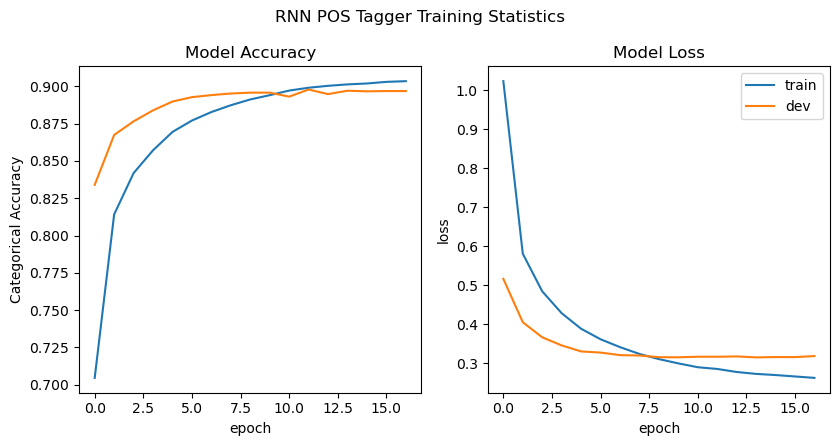 RNN POS Tagger Training Statistics
Model Accuracy
Categorical Accuracy
0.900
0.875
0.850
0.825
0.800
0.775
0.750
0.725
0.700
0.0 2.5 5.0 7.5 10.0 12.5 15.0
epoch
Model Loss
loss
1.0
0.9
0.8
0.7
0.6
0.5
0.4
0.3
train
dev
0.0 2.5 5.0 7.5 10.0 12.5 15.0
epoch